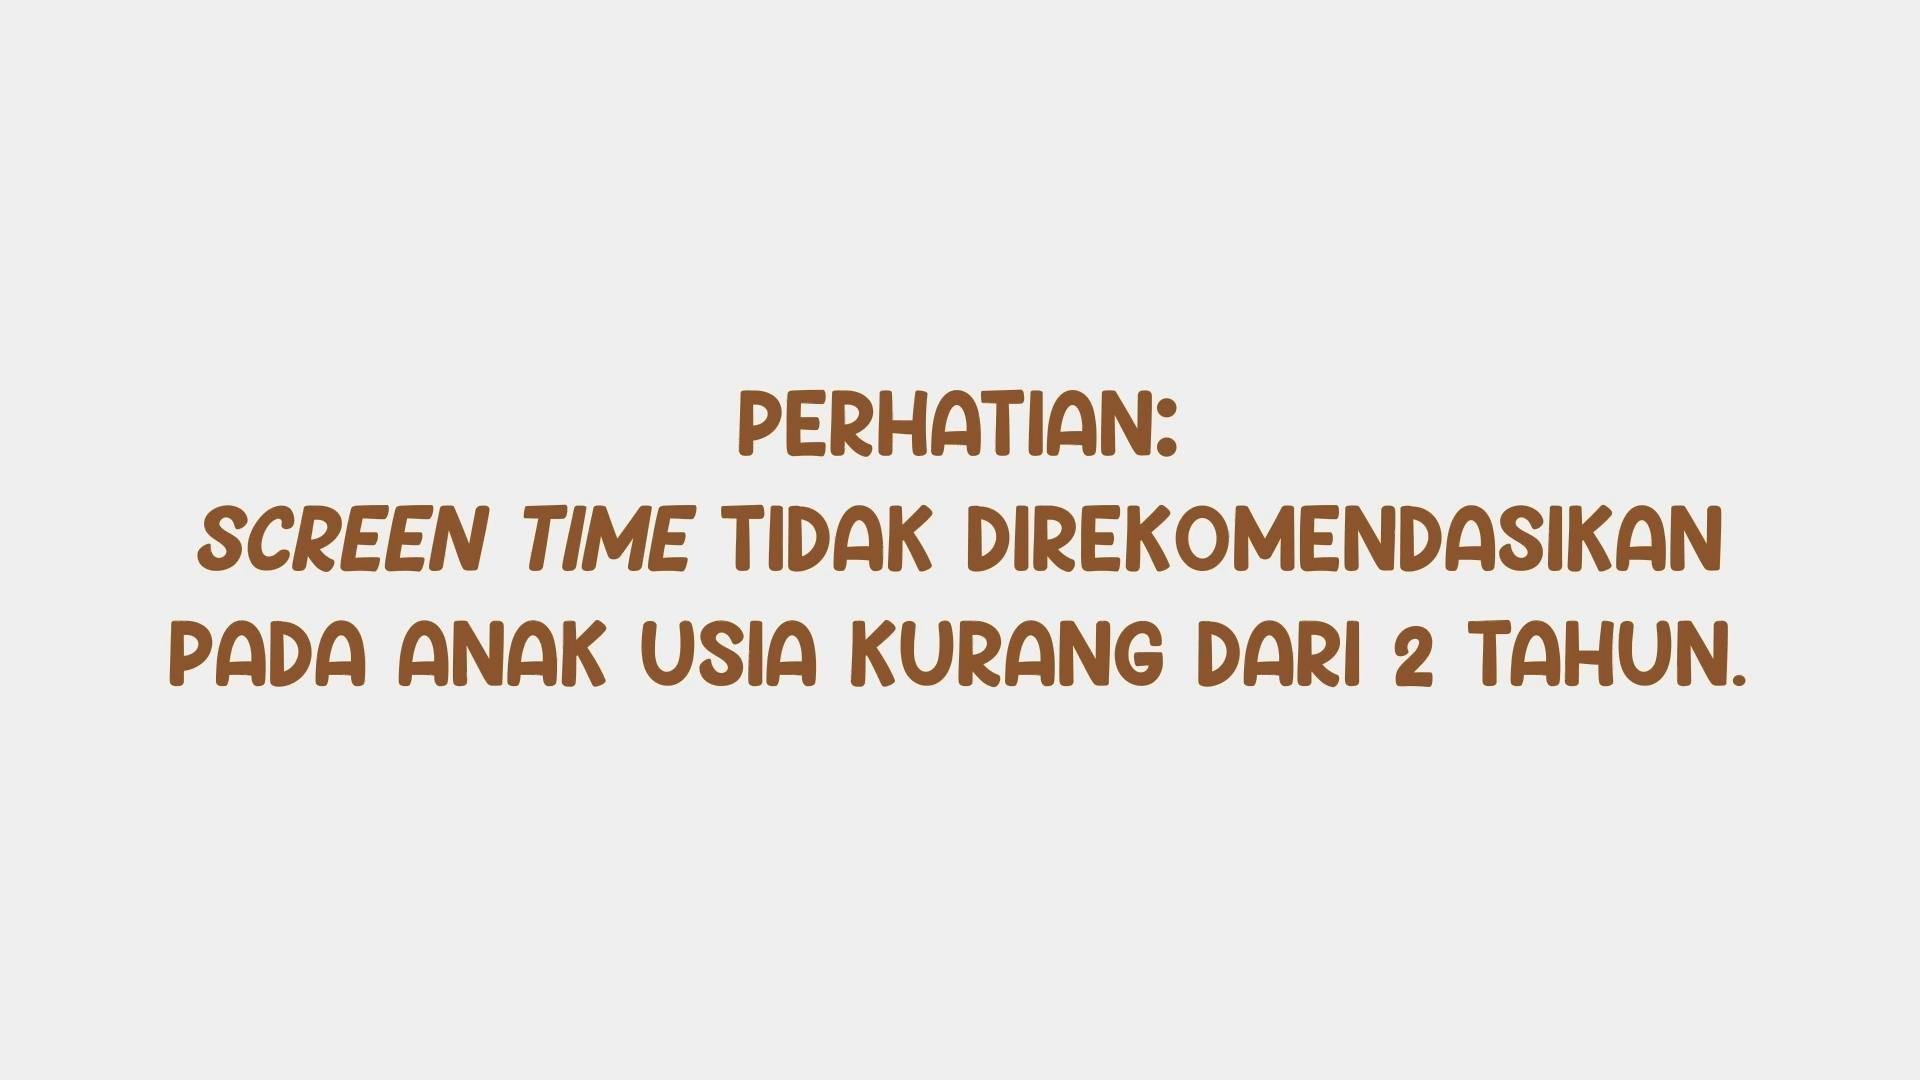 PERHATIAN:
SCREEN TIME TIDAK DIREKOMENDASIKAN
PADA ANAK USIA KURANG DARI 2 TAHUN.